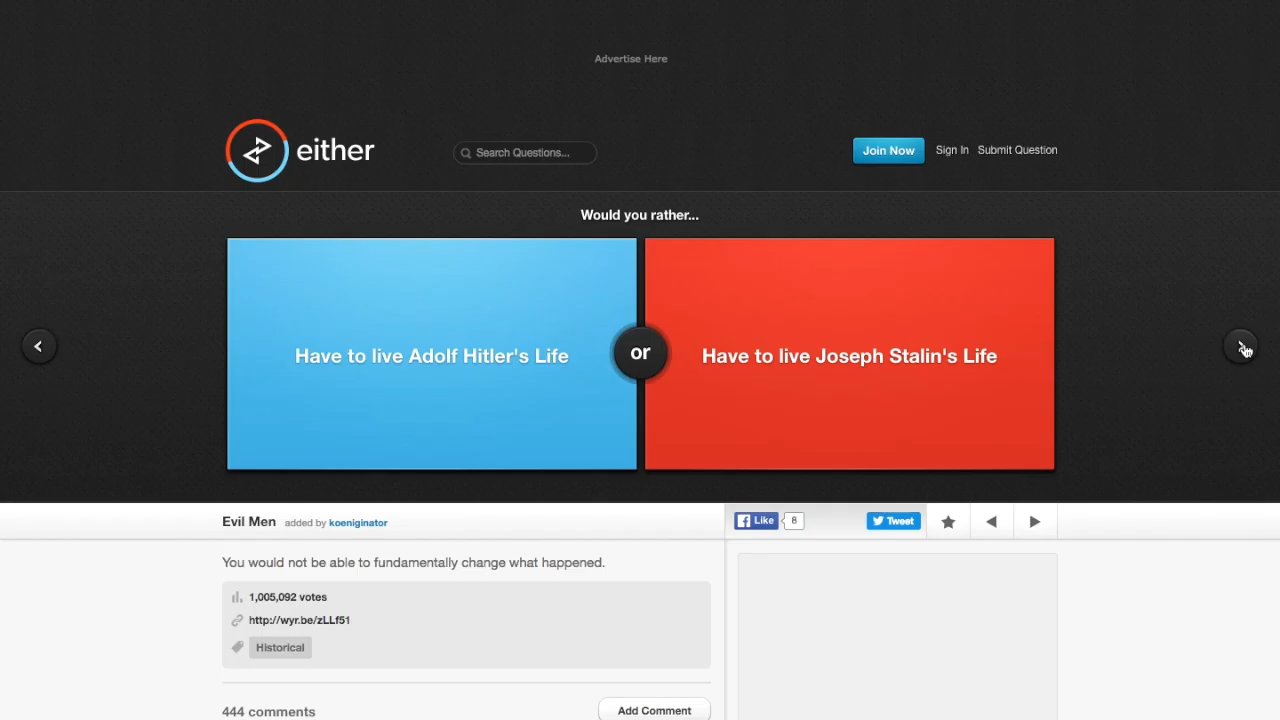 Advertise Here
either
Search Questions...
Join Now
Sign In
Submit Question
Would you rather...
Have to live Adolf Hitler's Life
or
Have to live Joseph Stalin's Life
Evil Men added by koeniginator
Like
8
Tweet
You would not be able to fundamentally change what happened.
1,005,092 votes
http://wyr.be/zLLf51
Historical
444 comments
Add Comment